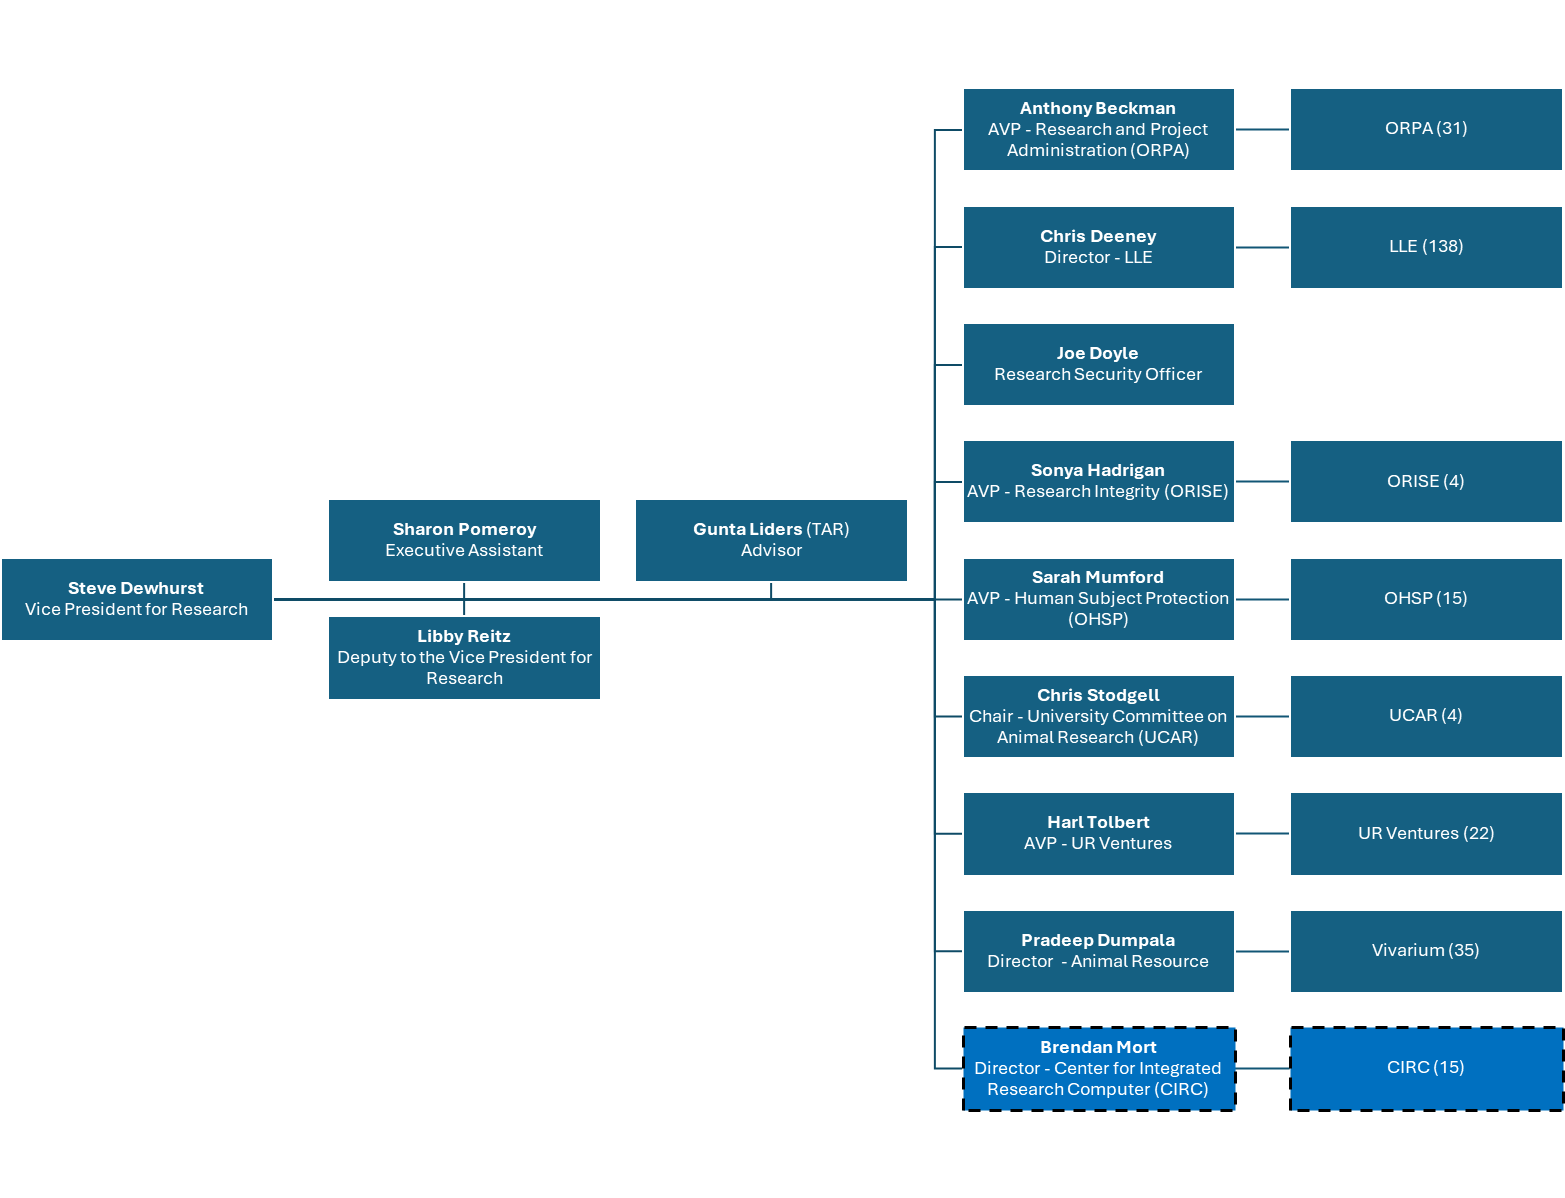 Steve Dewhurst
Vice President for Research
Sharon Pomeroy
Executive Assistant
Libby Reitz
Deputy to the Vice President for
Research
Gunta Liders (TAR)
Advisor
Anthony Beckman
AVP - Research and Project
Administration (ORPA)
ORPA (31)
Chris Deeney
Director - LLE
LLE (138)
Joe Doyle
Research Security Officer
Sonya Hadrigan
AVP - Research Integrity (ORISE)
ORISE (4)
Sarah Mumford
AVP - Human Subject Protection
(OHSP)
OHSP (15)
Chris Stodgell
Chair - University Committee on
Animal Research (UCAR)
UCAR (4)
Harl Tolbert
AVP - UR Ventures
UR Ventures (22)
Pradeep Dumpala
Director  - Animal Resource
Vivarium (35)
Brendan Mort
Director - Center for Integrated
Research Computer (CIRC)
CIRC (15)